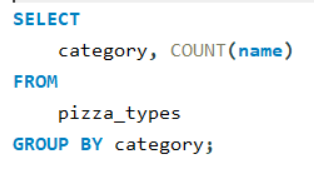 SELECT
    category, COUNT(name)
FROM
    pizza_types
GROUP BY category;